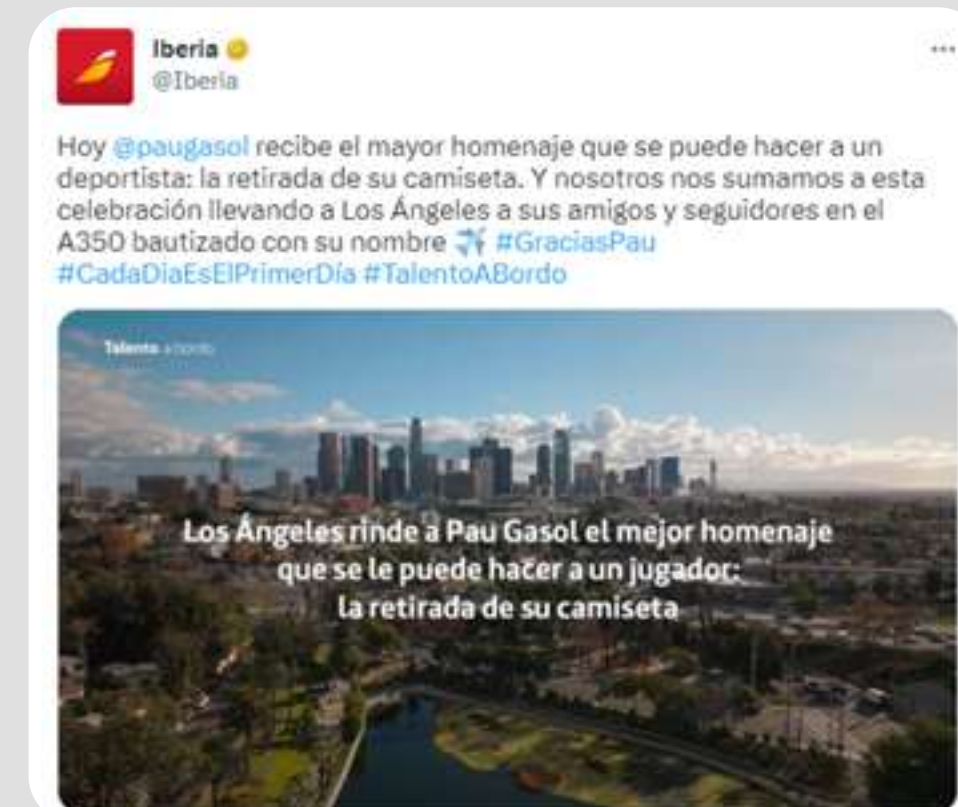 Iberia
@Iberia
Hoy @paugasol recibe el mayor homenaje que se puede hacer a un
deportista: la retirada de su camiseta. Y nosotros nos sumamos a esta
celebración llevando a Los Ángeles a sus amigos y seguidores en el
A350 bautizado con su nombre ✈️ #GraciasPau
#CadaDiaEsElPrimerDía #TalentoABordo
Talento a bordo
Los Ángeles rinde a Pau Gasol el mejor homenaje
que se le puede hacer a un jugador:
la retirada de su camiseta